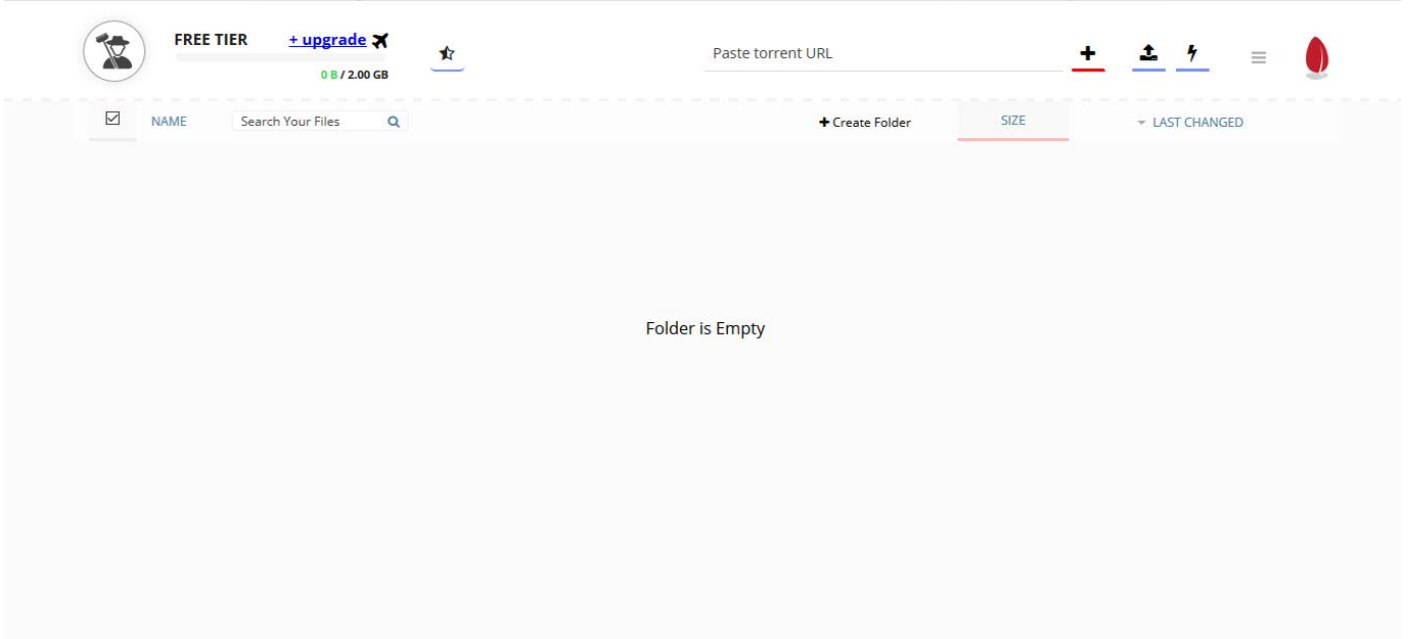 FREE TIER + upgrade
0 B / 2.00 GB
Paste torrent URL
NAME Search Your Files Create Folder SIZE LAST CHANGED
Folder is Empty